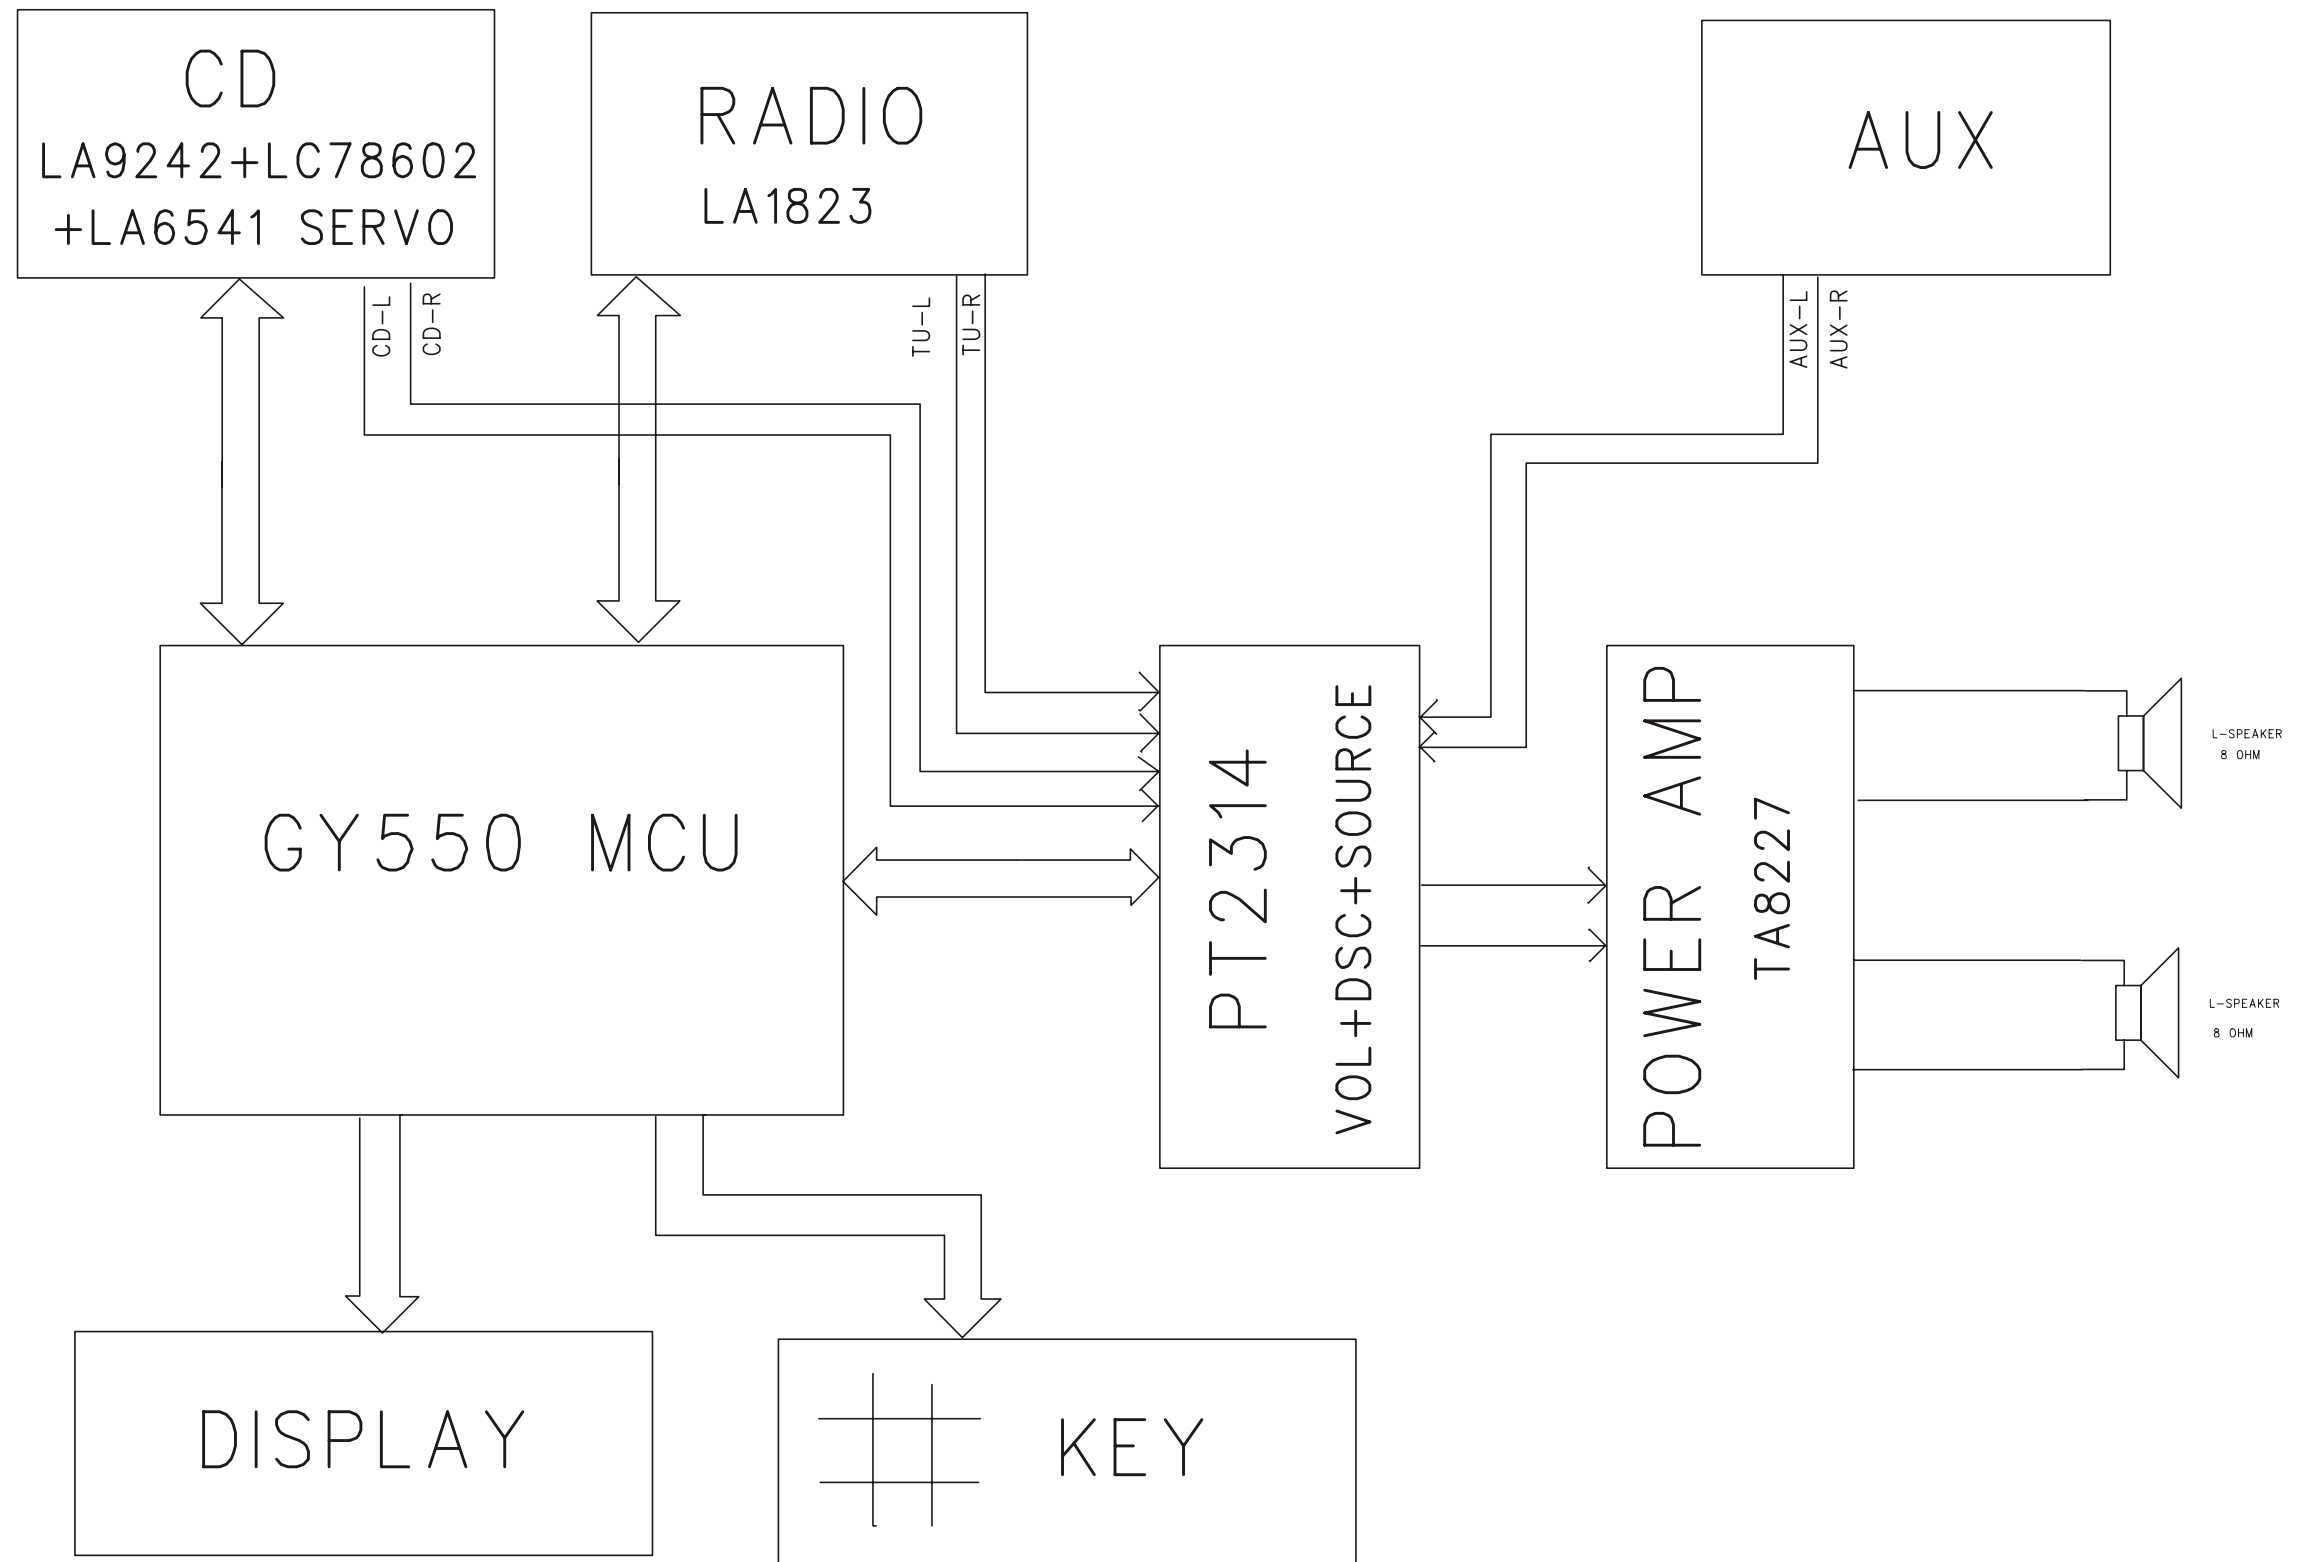 CD
LA9242+LC78602
+LA6541 SERVO
RADIO
LA1823
AUX
CD-L
CD-R
TU-L
TU-R
AUX-L
AUX-R
GY550 MCU
PT2314
VOL+DSC+SOURCE
POWER AMP
TA8227
L-SPEAKER
8 OHM
L-SPEAKER
8 OHM
DISPLAY
KEY